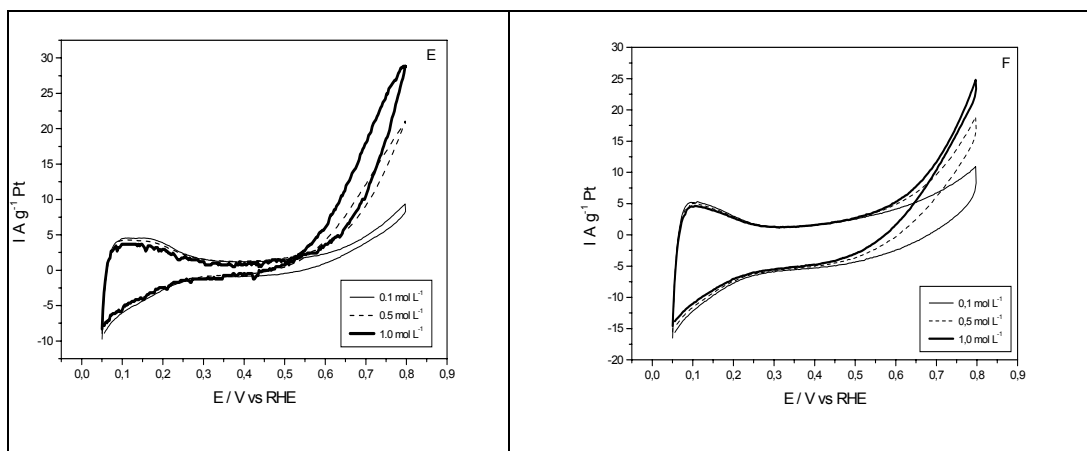 E
30
25
20
15
10
5
0
-5
-10
I A g⁻¹ Pt
0,0 0,1 0,2 0,3 0,4 0,5 0,6 0,7 0,8 0,9
E / V vs RHE
0.1 mol L⁻¹
0.5 mol L⁻¹
1.0 mol L⁻¹
F
30
25
20
15
10
5
0
-5
-10
-15
-20
I A g⁻¹ Pt
0,0 0,1 0,2 0,3 0,4 0,5 0,6 0,7 0,8 0,9
E / V vs RHE
0,1 mol L⁻¹
0,5 mol L⁻¹
1,0 mol L⁻¹